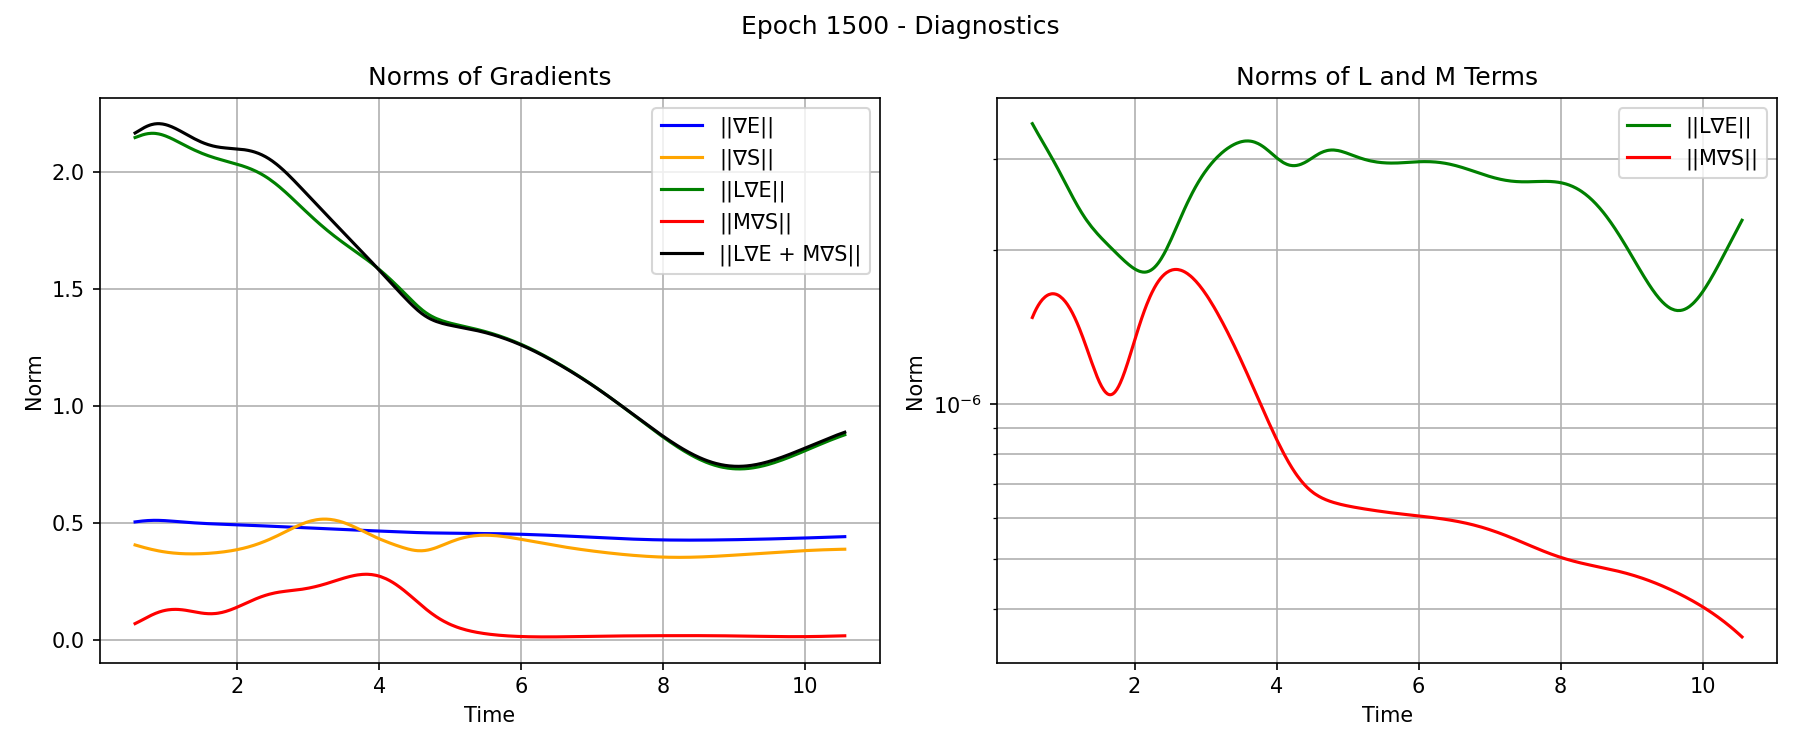 Epoch 1500 - Diagnostics
Norms of Gradients
Norm
2.0
1.5
1.0
0.5
0.0
2 4 6 8 10
Time
||∇E||
||∇S||
||L∇E||
||M∇S||
||L∇E + M∇S||
Norms of L and M Terms
Norm
10⁻⁶
2 4 6 8 10
Time
||L∇E||
||M∇S||